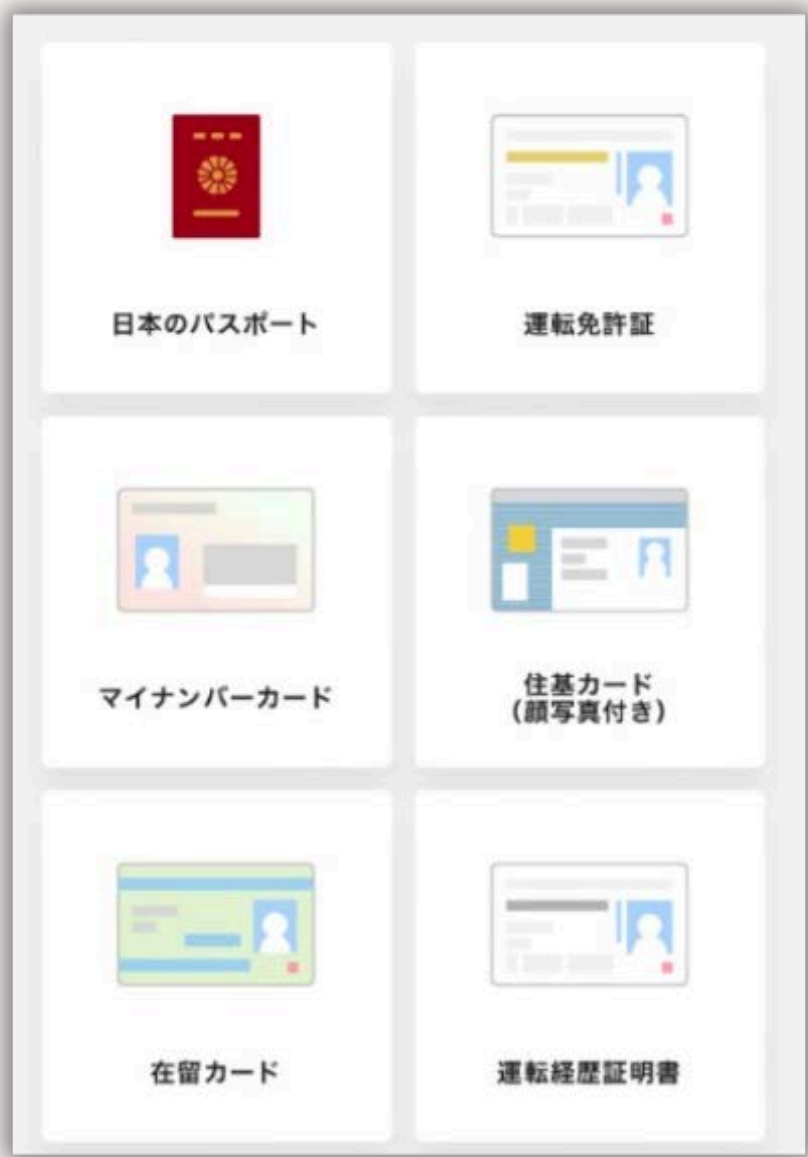 日本のパスポート
運転免許証
マイナンバーカード
住基カード
（顔写真付き）
在留カード
運転経歴証明書